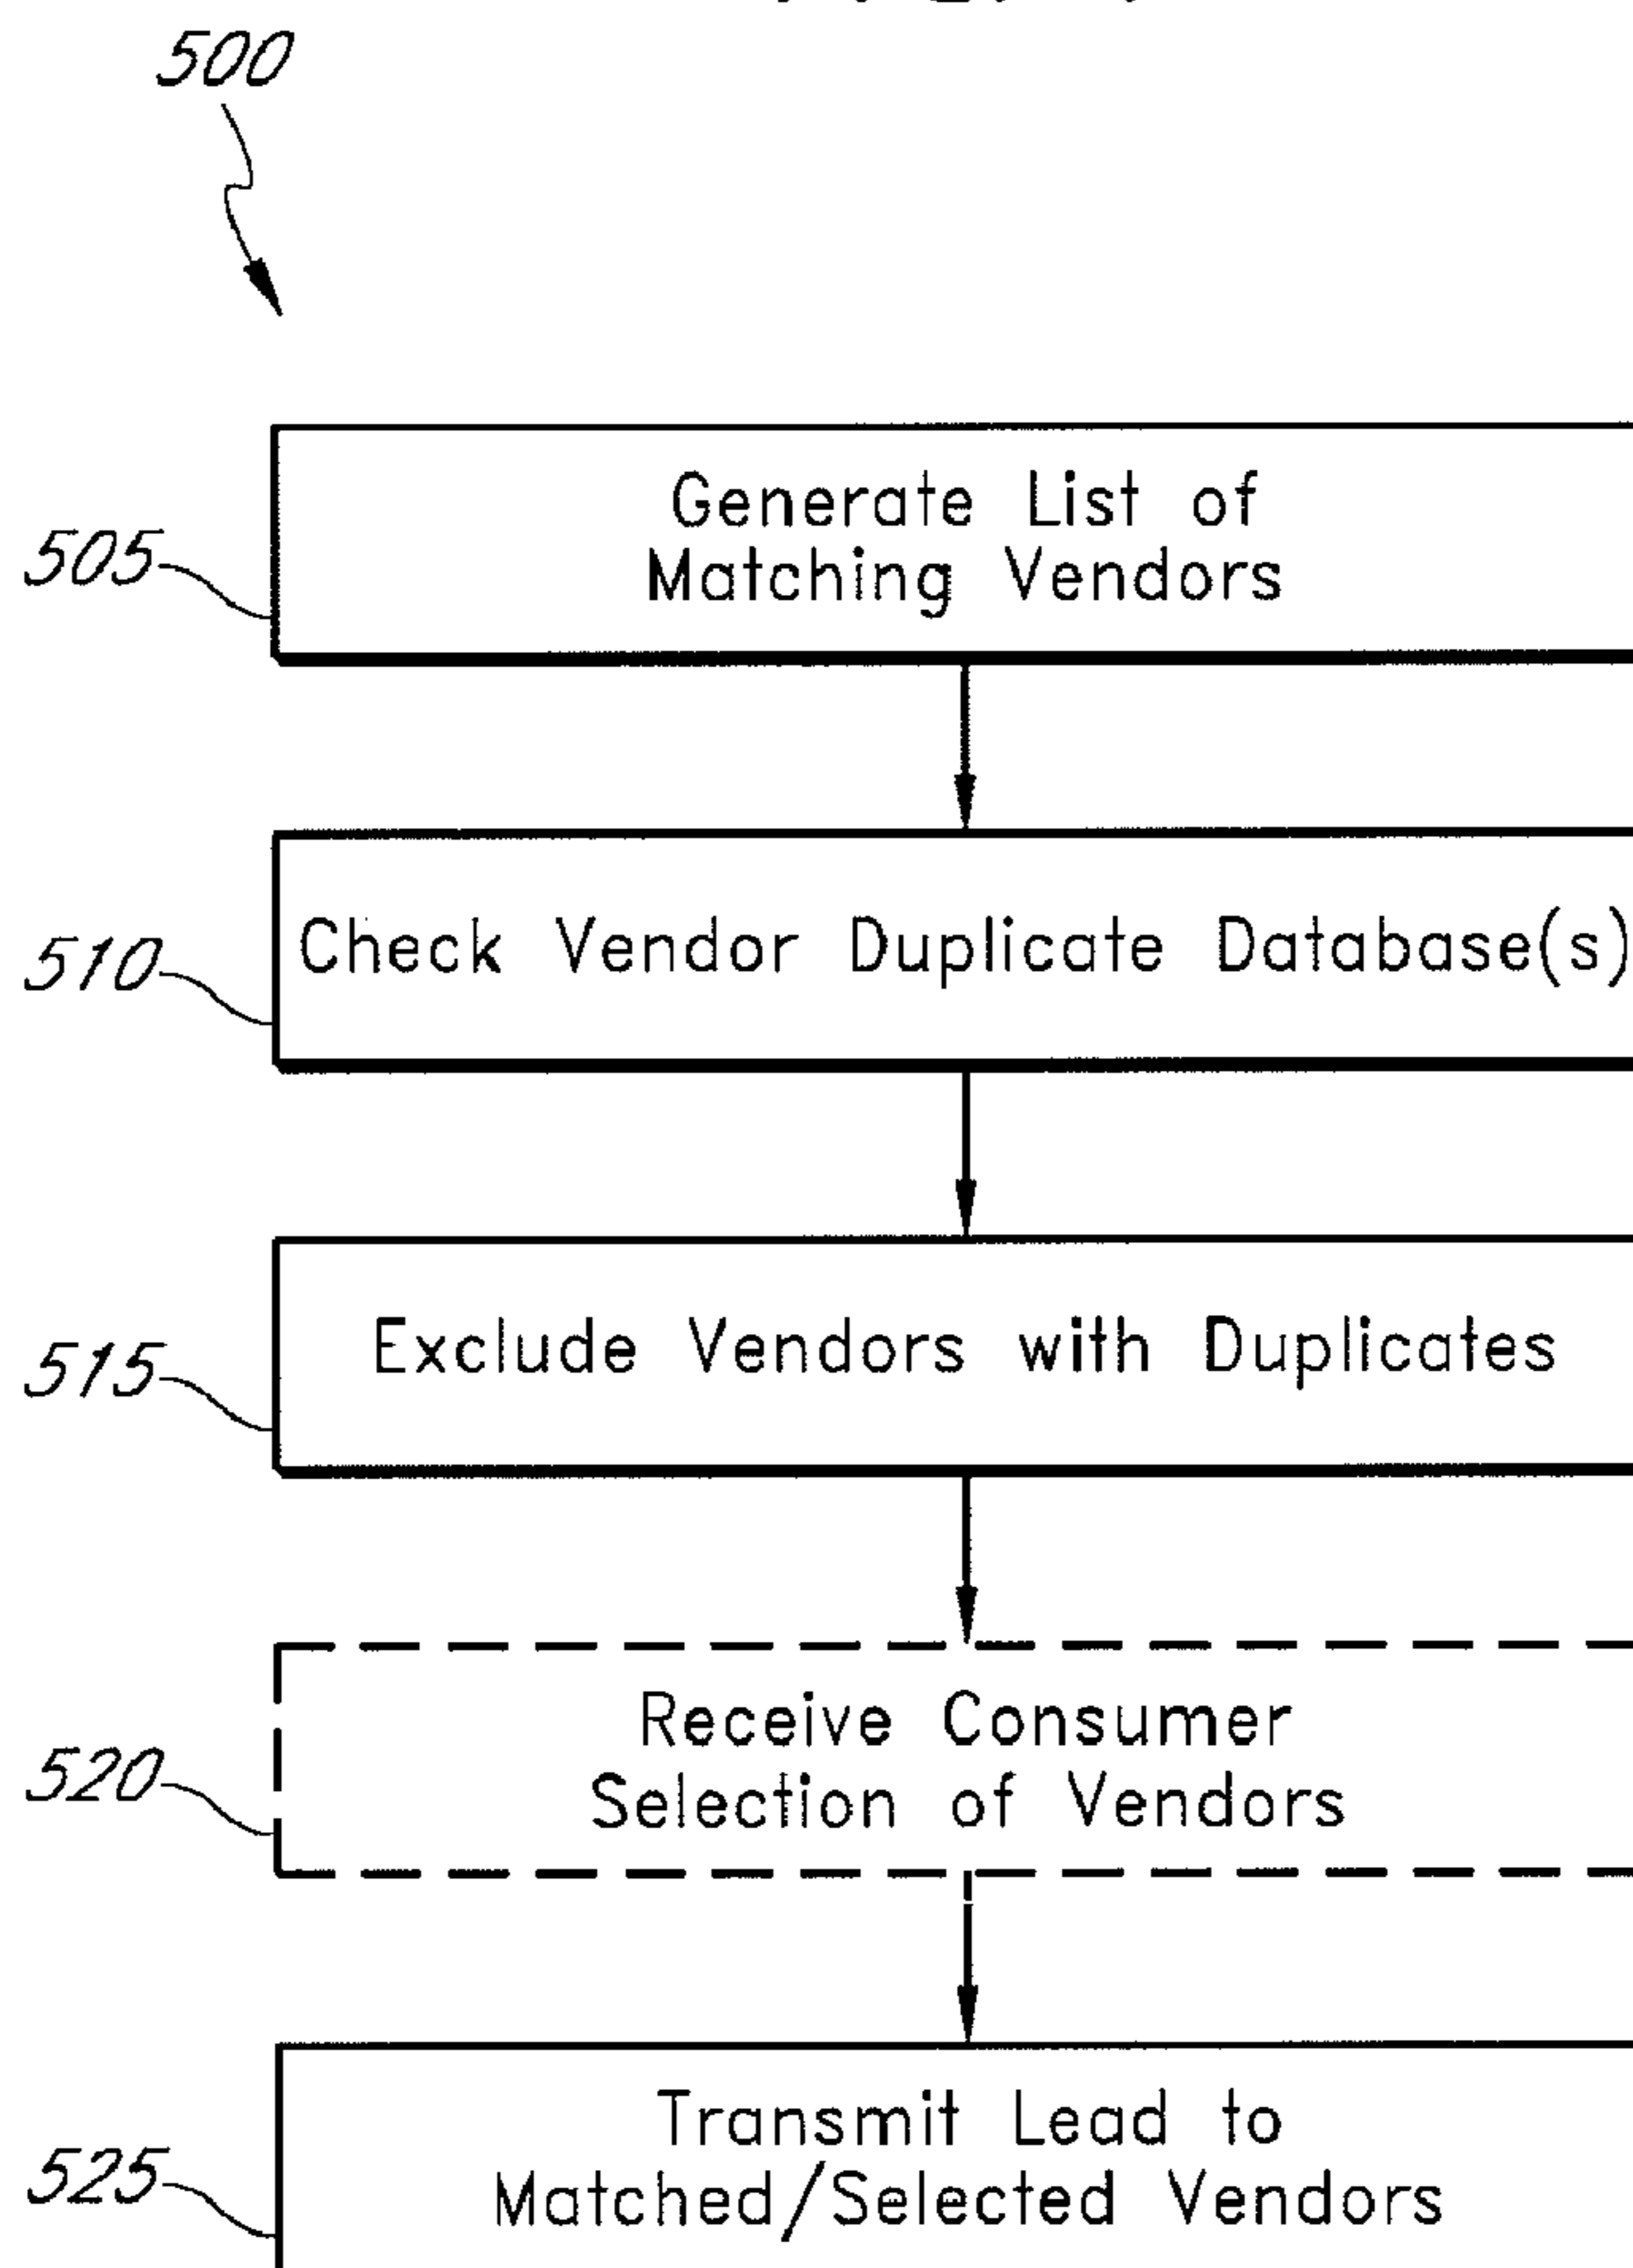 500
505
Generate List of
Matching Vendors
510
Check Vendor Duplicate Database(s)
515
Exclude Vendors with Duplicates
520
Receive Consumer
Selection of Vendors
525
Transmit Lead to
Matched/Selected Vendors